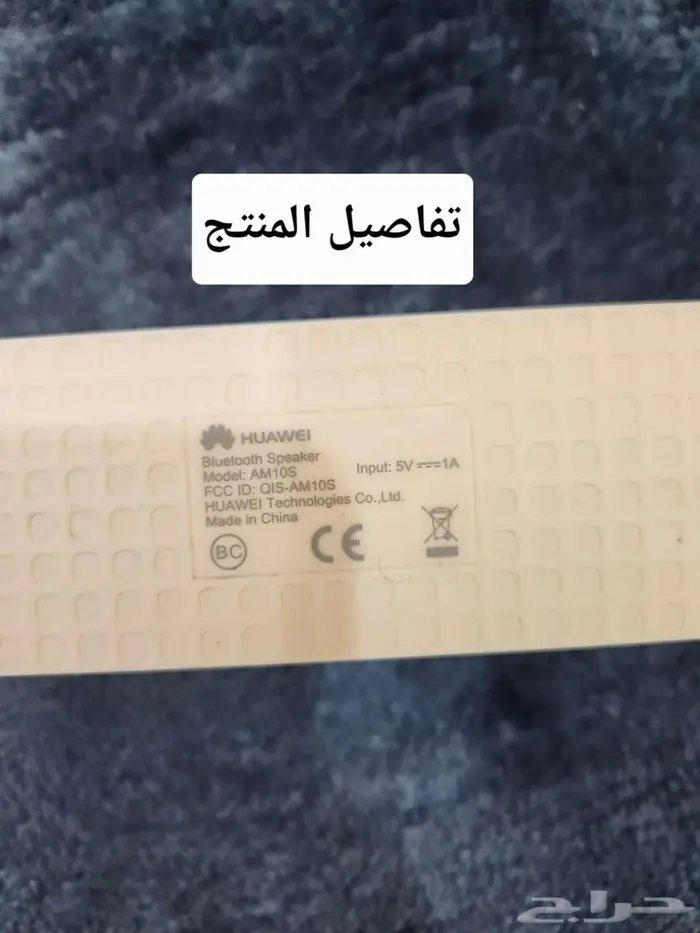 تفاصيل المنتج
HUAWEI
Bluetooth Speaker
Model: AM10S
Input: 5V⎓1A
FCC ID: QIS-AM10S
HUAWEI Technologies Co.,Ltd.
Made in China
BC
CE
حراج